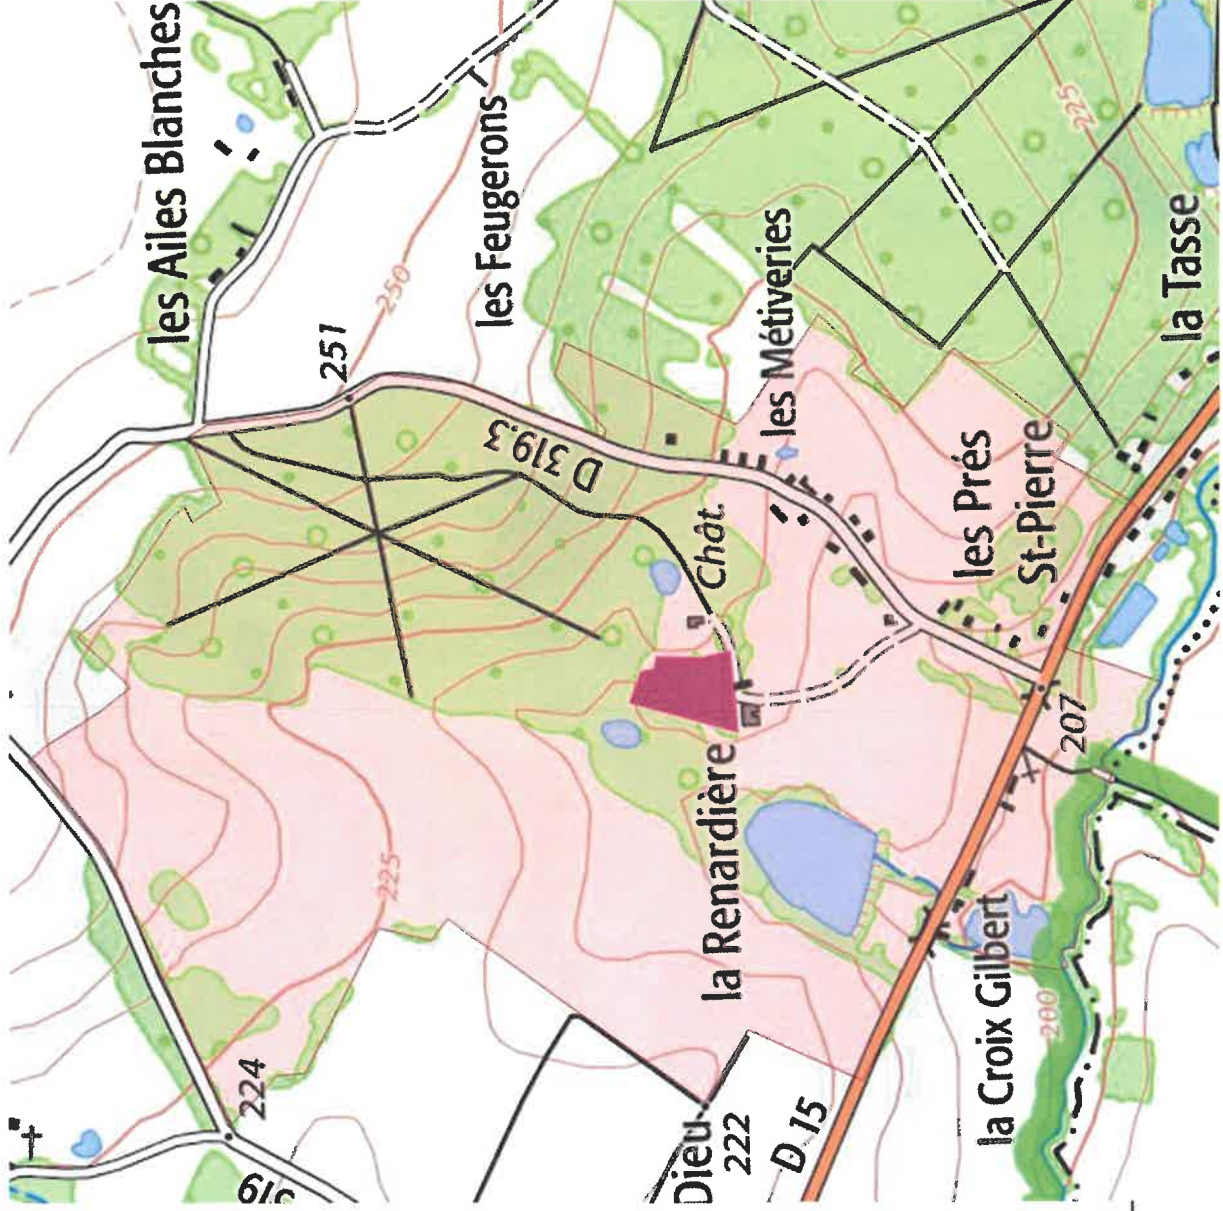 les Ailes Blanches
les Feugerons
250
251
225
D 319.3
les Métiveries
la Tasse
Chât.
les Prés
St-Pierre
207
la Renardière
225
la Croix Gilbert
200
224
319
Dieu
222
D 15